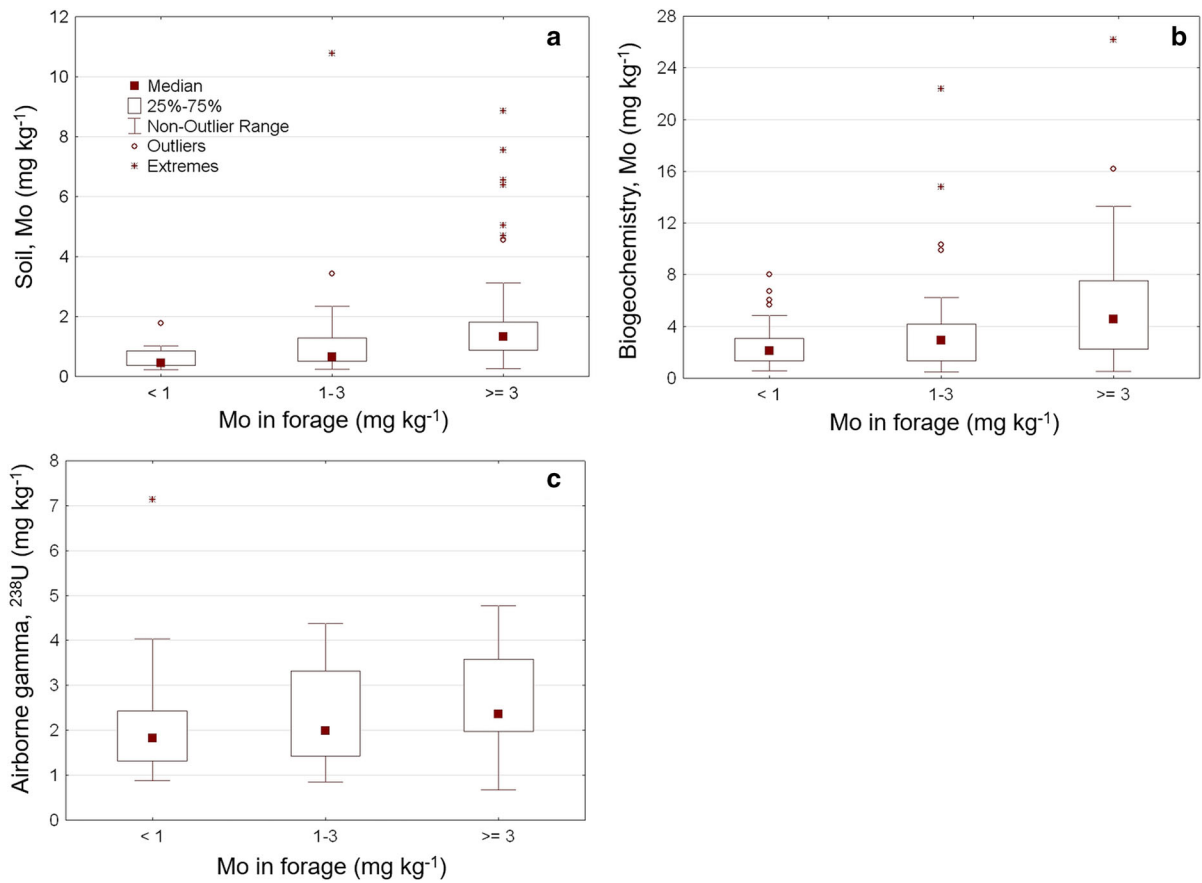 a
Soil, Mo (mg kg⁻¹)
12
10
8
6
4
2
0
Median
25%-75%
Non-Outlier Range
Outliers
Extremes
< 1
1-3
>= 3
Mo in forage (mg kg⁻¹)
b
Biogeochemistry, Mo (mg kg⁻¹)
28
24
20
16
12
8
4
0
< 1
1-3
>= 3
Mo in forage (mg kg⁻¹)
c
Airborne gamma, ²³⁸U (mg kg⁻¹)
8
7
6
5
4
3
2
1
0
< 1
1-3
>= 3
Mo in forage (mg kg⁻¹)